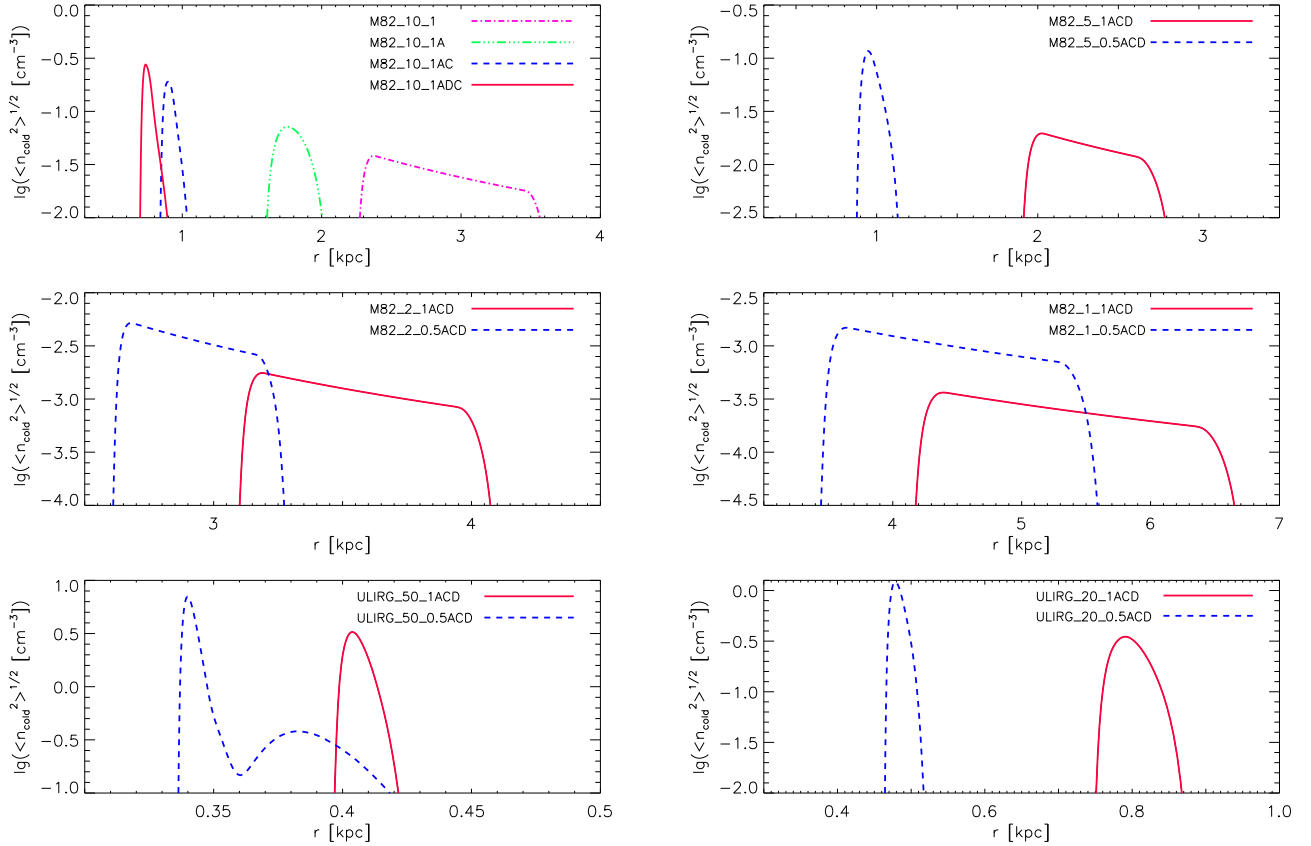 lg(<n_cold^2>^1/2 [cm^−3])
0.0
−0.5
−1.0
−1.5
−2.0
M82_10_1
M82_10_1A
M82_10_1AC
M82_10_1ADC
1 2 3 4
r [kpc]
lg(<n_cold^2>^1/2 [cm^−3])
−0.5
−1.0
−1.5
−2.0
−2.5
M82_5_1ACD
M82_5_0.5ACD
1 2 3
r [kpc]
lg(<n_cold^2>^1/2 [cm^−3])
−2.0
−2.5
−3.0
−3.5
−4.0
M82_2_1ACD
M82_2_0.5ACD
3 4
r [kpc]
lg(<n_cold^2>^1/2 [cm^−3])
−2.5
−3.0
−3.5
−4.0
−4.5
M82_1_1ACD
M82_1_0.5ACD
4 5 6 7
r [kpc]
lg(<n_cold^2>^1/2 [cm^−3])
1.0
0.5
0.0
−0.5
−1.0
ULIRG_50_1ACD
ULIRG_50_0.5ACD
0.35 0.4 0.45 0.5
r [kpc]
lg(<n_cold^2>^1/2 [cm^−3])
0.0
−0.5
−1.0
−1.5
−2.0
ULIRG_20_1ACD
ULIRG_20_0.5ACD
0.4 0.6 0.8 1.0
r [kpc]